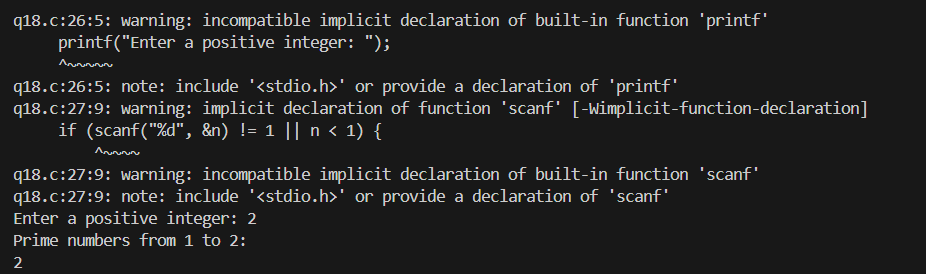 q18.c:26:5: warning: incompatible implicit declaration of built-in function 'printf'
     printf("Enter a positive integer: ");
     ^~~~~~
q18.c:26:5: note: include '<stdio.h>' or provide a declaration of 'printf'
q18.c:27:9: warning: implicit declaration of function 'scanf' [-Wimplicit-function-declaration]
     if (scanf("%d", &n) != 1 || n < 1) {
         ^~~~~
q18.c:27:9: warning: incompatible implicit declaration of built-in function 'scanf'
q18.c:27:9: note: include '<stdio.h>' or provide a declaration of 'scanf'
Enter a positive integer: 2
Prime numbers from 1 to 2:
2